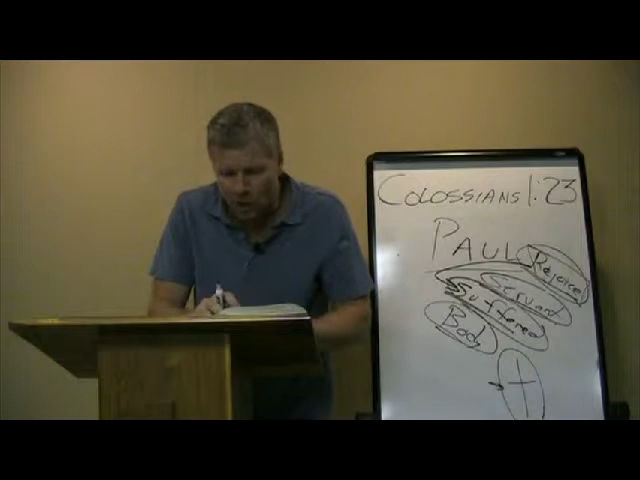 COLOSSIANS 1:23
PAUL
Rejoice
Servant
Suffered
Body